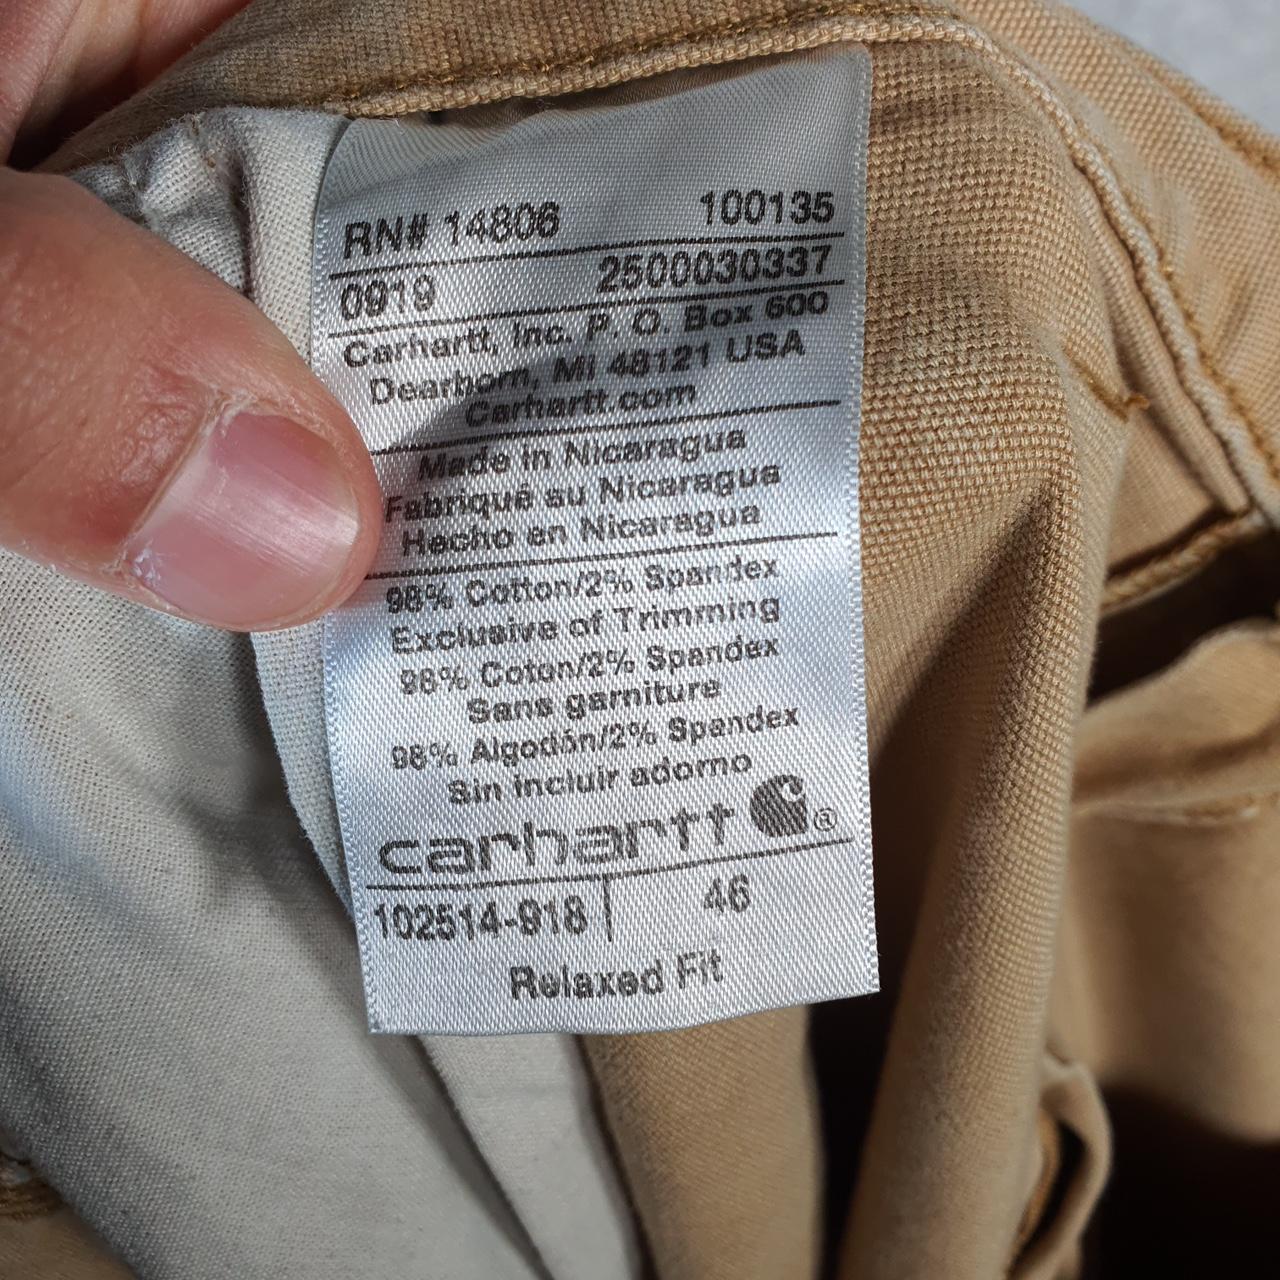 RN# 14806 100135
0919 2500030337
Carhartt, Inc. P. O. Box 600
Dearborn, MI 48121 USA
Carhartt.com
Made in Nicaragua
Fabriqué au Nicaragua
Hecho en Nicaragua
98% Cotton/2% Spandex
Exclusive of Trimming
98% Coton/2% Spandex
Sans garniture
98% Algodón/2% Spandex
Sin incluir adorno
carhartt ®
102514-918 46
Relaxed Fit